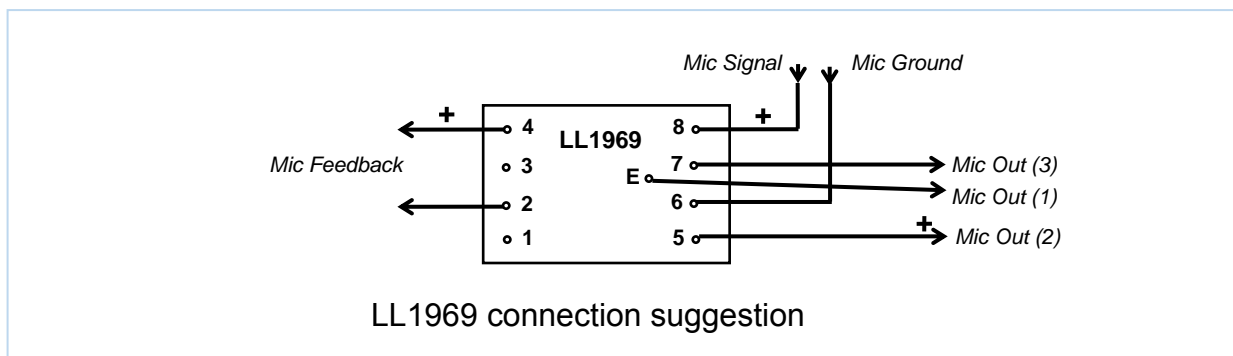 Mic Signal Mic Ground
+ 4 LL1969 8 +
Mic Feedback 3 7 Mic Out (3)
E Mic Out (1)
2 6
1 5 + Mic Out (2)
LL1969 connection suggestion